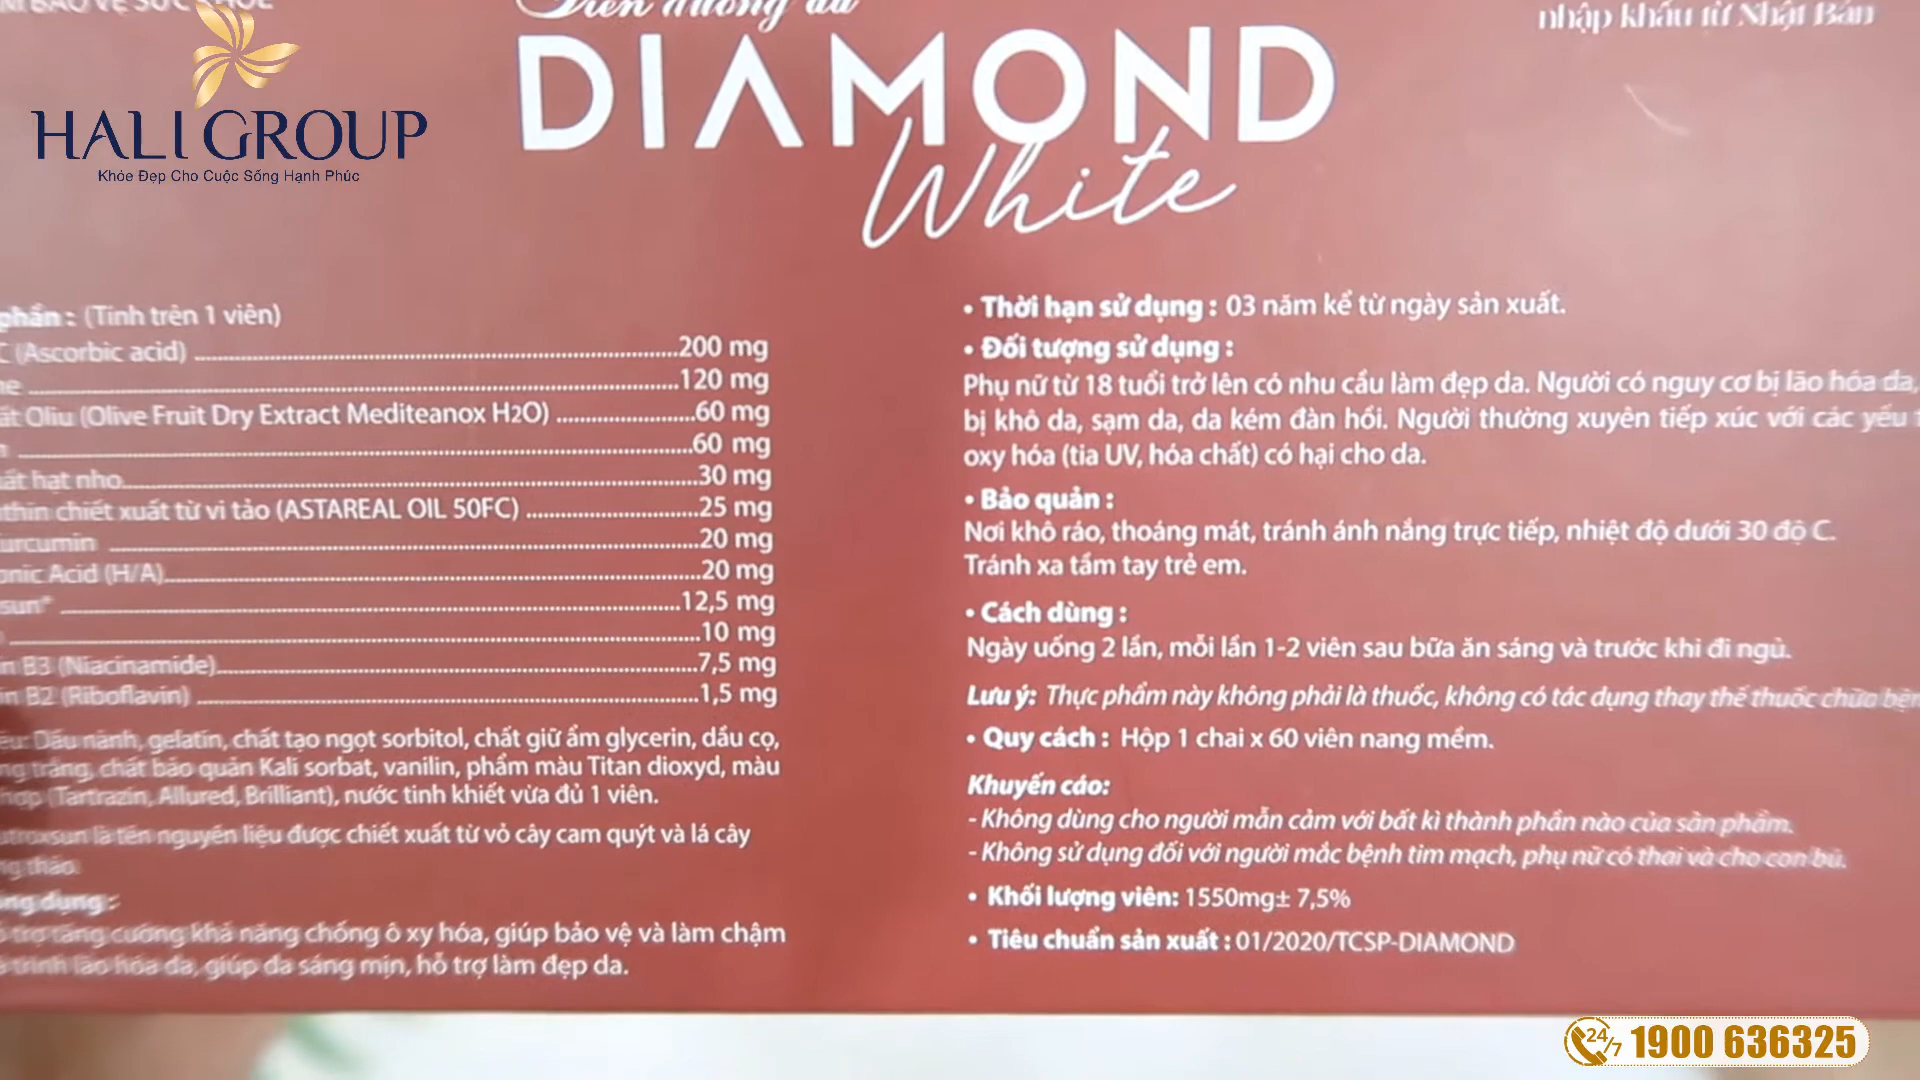 BẢO VỆ SỨC KHỎE
HALI GROUP
Khỏe Đẹp Cho Cuộc Sống Hạnh Phúc
Viên dưỡng da
DIAMOND
White
nhập khẩu từ Nhật Bản
phần : (Tính trên 1 viên)
C (Ascorbic acid) 200 mg
120 mg
Oliu (Olive Fruit Dry Extract Mediteanox H2O) 60 mg
60 mg
hạt nho 30 mg
chiết xuất từ vi tảo (ASTAREAL OIL 50FC) 25 mg
20 mg
Acid (H/A) 20 mg
12,5 mg
10 mg
B3 (Niacinamide) 7,5 mg
B2 (Riboflavin) 1,5 mg
Dầu nành, gelatin, chất tạo ngọt sorbitol, chất giữ ẩm glycerin, dầu cọ,
trắng, chất bảo quản Kali sorbat, vanilin, phẩm màu Titan dioxyd, màu
(Tartrazin, Allured, Brilliant), nước tinh khiết vừa đủ 1 viên.
là tên nguyên liệu được chiết xuất từ vỏ cây cam quýt và lá cây
thảo.
dụng :
trợ tăng cường khả năng chống ô xy hóa, giúp bảo vệ và làm chậm
trình lão hóa da, giúp da sáng mịn, hỗ trợ làm đẹp da.
• Thời hạn sử dụng : 03 năm kể từ ngày sản xuất.
• Đối tượng sử dụng :
Phụ nữ từ 18 tuổi trở lên có nhu cầu làm đẹp da. Người có nguy cơ bị lão hóa da,
bị khô da, sạm da, da kém đàn hồi. Người thường xuyên tiếp xúc với các yếu
oxy hóa (tia UV, hóa chất) có hại cho da.
• Bảo quản :
Nơi khô ráo, thoáng mát, tránh ánh nắng trực tiếp, nhiệt độ dưới 30 độ C.
Tránh xa tầm tay trẻ em.
• Cách dùng :
Ngày uống 2 lần, mỗi lần 1-2 viên sau bữa ăn sáng và trước khi đi ngủ.
Lưu ý: Thực phẩm này không phải là thuốc, không có tác dụng thay thế thuốc chữa
• Quy cách : Hộp 1 chai x 60 viên nang mềm.
Khuyến cáo:
- Không dùng cho người mẫn cảm với bất kì thành phần nào của sản phẩm.
- Không sử dụng đối với người mắc bệnh tim mạch, phụ nữ có thai và cho con bú.
• Khối lượng viên: 1550mg± 7,5%
• Tiêu chuẩn sản xuất : 01/2020/TCSP-DIAMOND
24/7 1900 636325